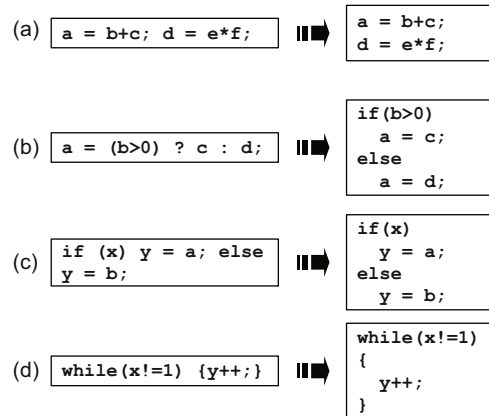 (a)
a = b+c; d = e*f;
a = b+c;
d = e*f;
(b)
a = (b>0) ? c : d;
if(b>0)
a = c;
else
a = d;
(c)
if (x) y = a; else
y = b;
if(x)
y = a;
else
y = b;
(d)
while(x!=1) {y++;}
while(x!=1)
{
y++;
}